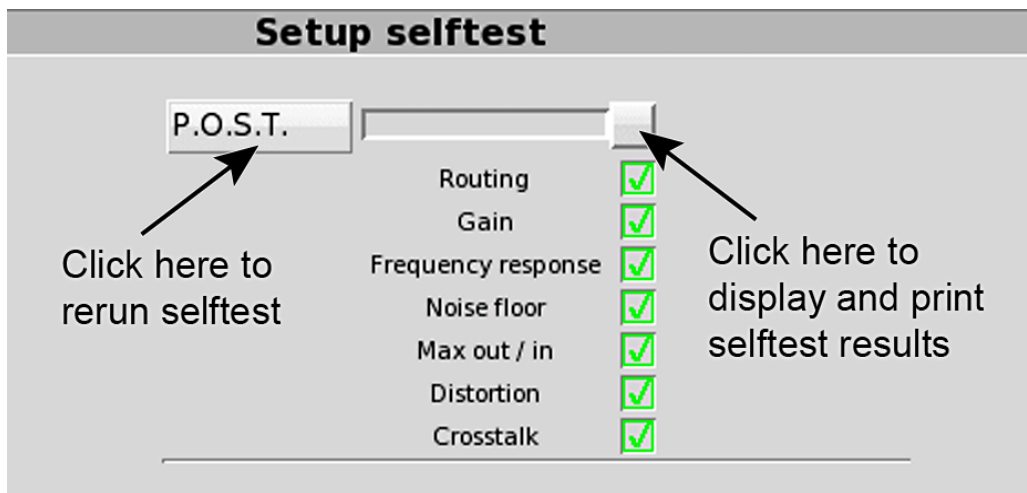 Setup selftest
P.O.S.T.
Routing
Gain
Frequency response
Noise floor
Max out / in
Distortion
Crosstalk
Click here to
rerun selftest
Click here to
display and print
selftest results